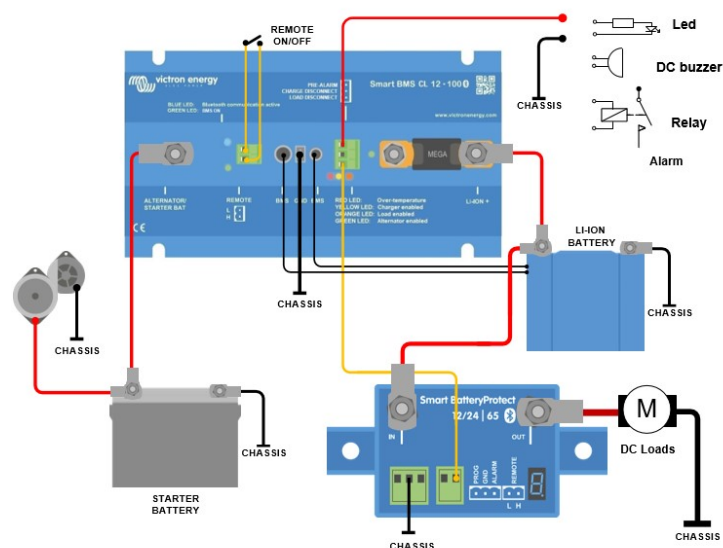 REMOTE
ON/OFF
Led
DC buzzer
Relay
Alarm
CHASSIS
victron energy
BLUE LED: Bluetooth communication active
GREEN LED: BMS ON
PRE ALARM
CHARGE DISCONNECT
LOAD DISCONNECT
Smart BMS CL 12 - 100
www.victronenergy.com
MEGA
ALTERNATOR/
STARTER BAT
REMOTE
L
H
BMS
GND
BMS
RED LED: Over-temperature
YELLOW LED: Charger enabled
ORANGE LED: Load enabled
GREEN LED: Alternator enabled
Li-ION +
LI-ION
BATTERY
CHASSIS
CHASSIS
CHASSIS
CHASSIS
STARTER
BATTERY
Smart BatteryProtect
12/24 | 65
IN
OUT
PROG
GND
ALARM
REMOTE
L H
M
DC Loads
CHASSIS
CHASSIS